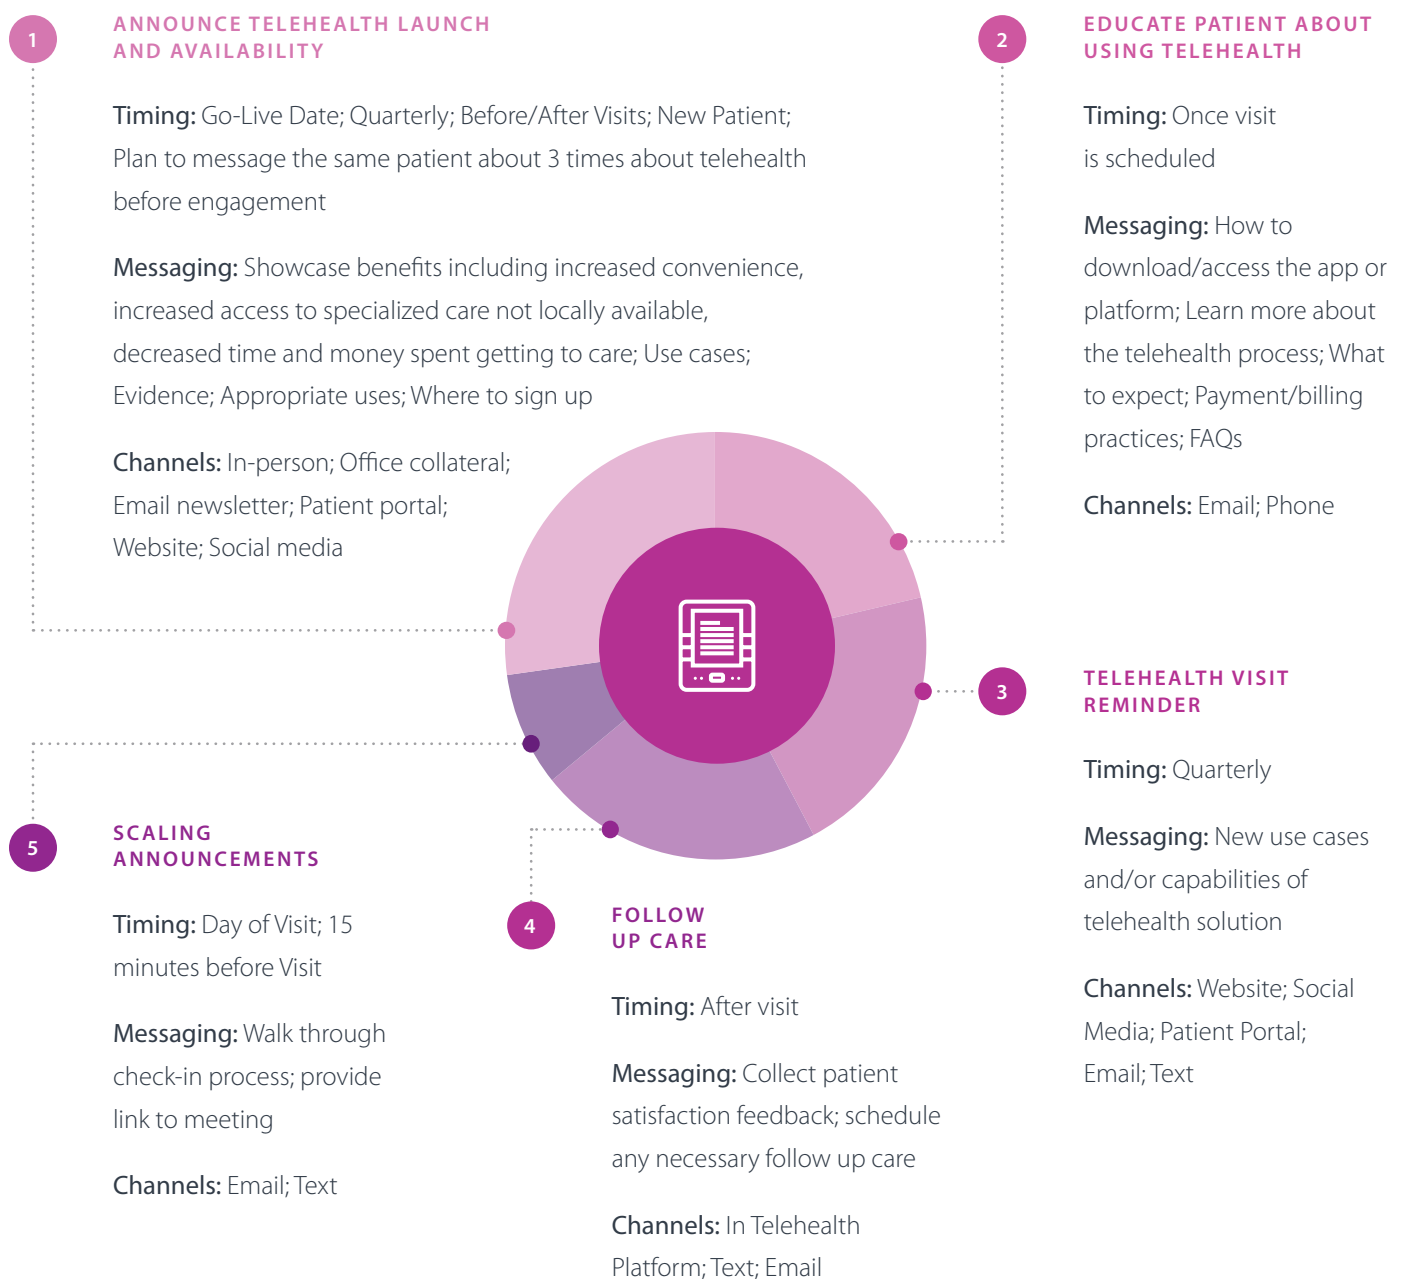 1
ANNOUNCE TELEHEALTH LAUNCH
AND AVAILABILITY
Timing: Go-Live Date; Quarterly; Before/After Visits; New Patient;
Plan to message the same patient about 3 times about telehealth
before engagement
Messaging: Showcase benefits including increased convenience,
increased access to specialized care not locally available,
decreased time and money spent getting to care; Use cases;
Evidence; Appropriate uses; Where to sign up
Channels: In-person; Office collateral;
Email newsletter; Patient portal;
Website; Social media
2
EDUCATE PATIENT ABOUT
USING TELEHEALTH
Timing: Once visit
is scheduled
Messaging: How to
download/access the app or
platform; Learn more about
the telehealth process; What
to expect; Payment/billing
practices; FAQs
Channels: Email; Phone
3
TELEHEALTH VISIT
REMINDER
Timing: Quarterly
Messaging: New use cases
and/or capabilities of
telehealth solution
Channels: Website; Social
Media; Patient Portal;
Email; Text
4
FOLLOW
UP CARE
Timing: After visit
Messaging: Collect patient
satisfaction feedback; schedule
any necessary follow up care
Channels: In Telehealth
Platform; Text; Email
5
SCALING
ANNOUNCEMENTS
Timing: Day of Visit; 15
minutes before Visit
Messaging: Walk through
check-in process; provide
link to meeting
Channels: Email; Text